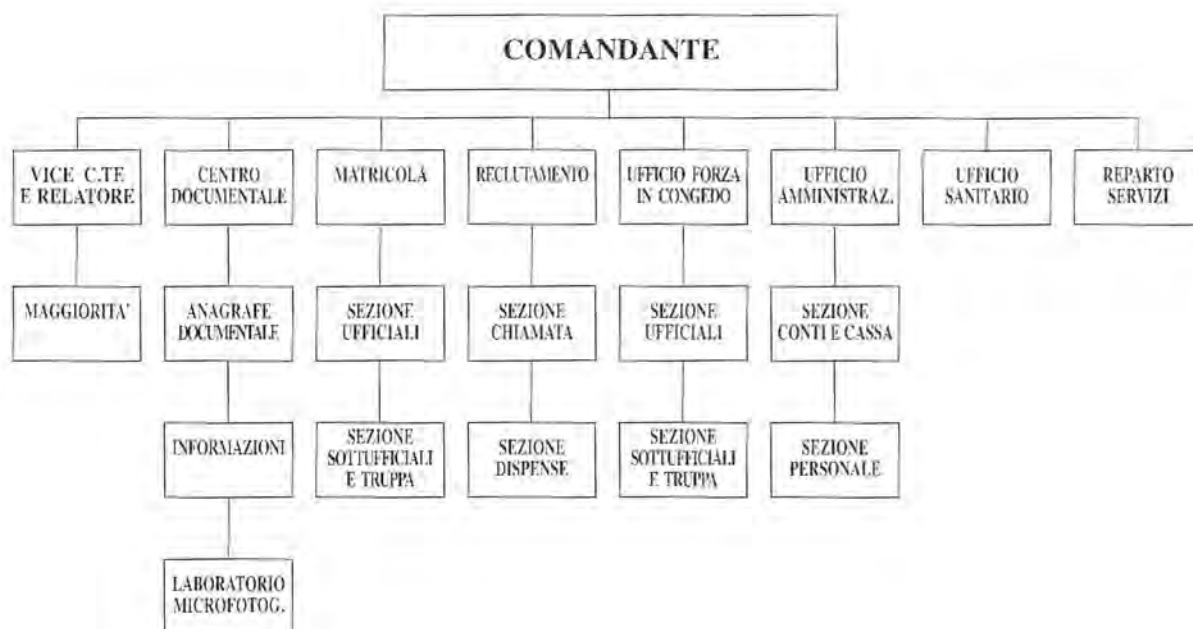 COMANDANTE
VICE C.TE
E RELATORE
CENTRO
DOCUMENTALE
MATRICOLA
RECLUTAMENTO
UFFICIO FORZA
IN CONGEDO
UFFICIO
AMMINISTRAZ.
UFFICIO
SANITARIO
REPARTO
SERVIZI
MAGGIORITA'
ANAGRAFE
DOCUMENTALE
SEZIONE
UFFICIALI
SEZIONE
CHIAMATA
SEZIONE
UFFICIALI
SEZIONE
CONTI E CASSA
INFORMAZIONI
SEZIONE
SOTTUFFICIALI
E TRUPPA
SEZIONE
DISPENSE
SEZIONE
SOTTUFFICIALI
E TRUPPA
SEZIONE
PERSONALE
LABORATORIO
MICROFOTOG.